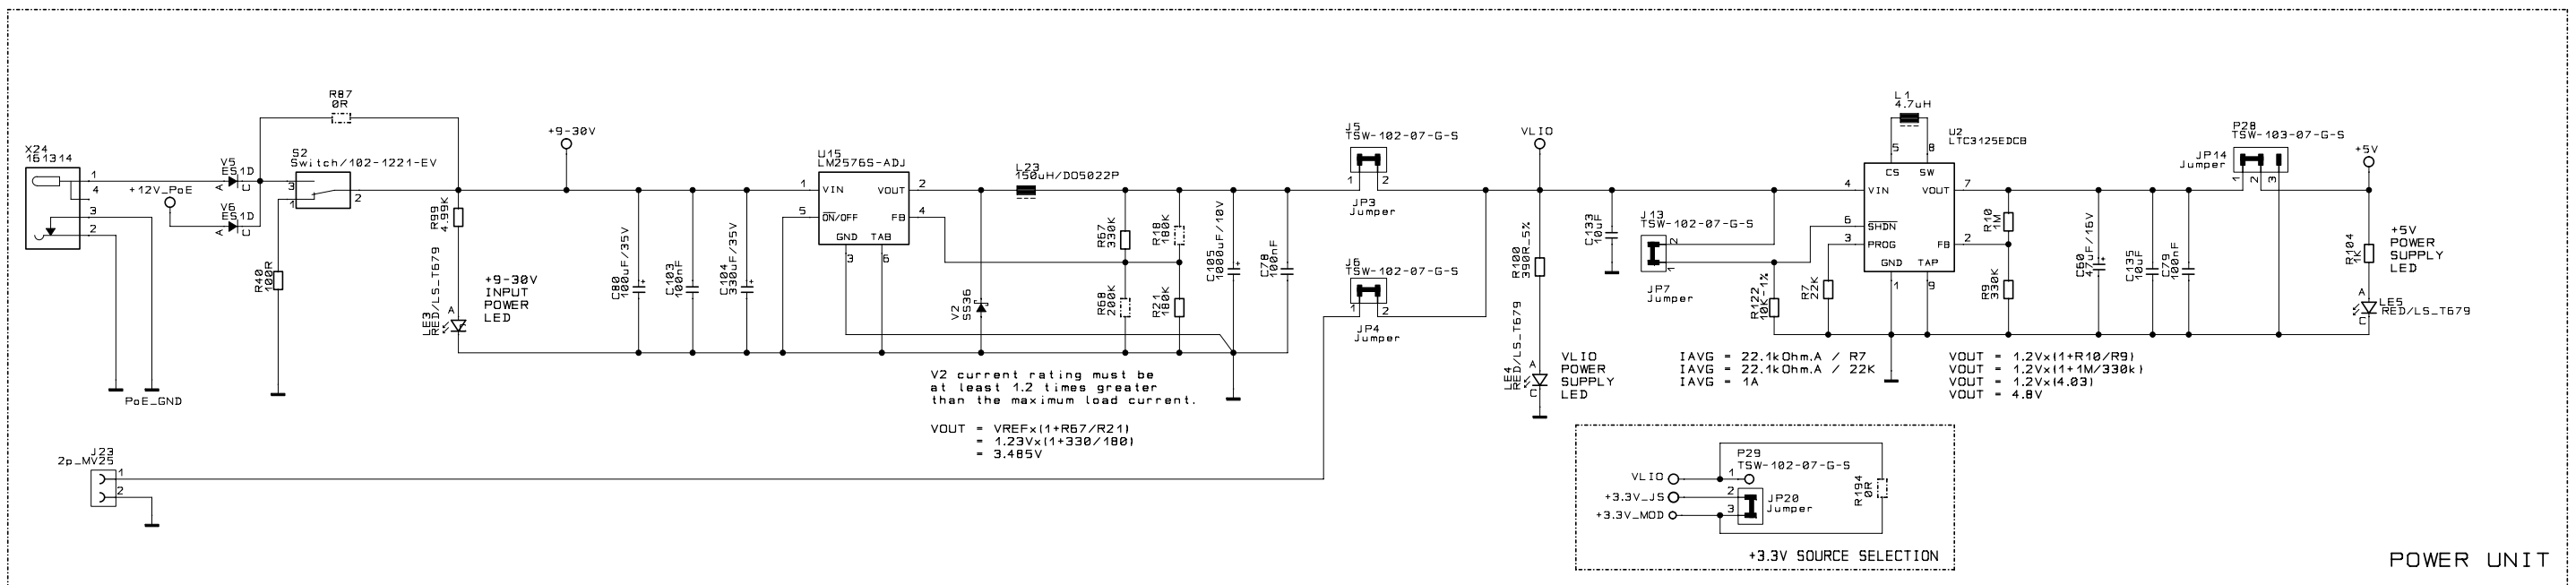 X24
161314
1
4
3
2
+12V_PoE
PoE_GND
V5
ES1D
A
C
V6
ES1D
A
C
R87
0R
S2
Switch/102-1221-EV
3
1
2
R40
100R
R99
4.99K
LE3
RED/LS_T679
A
C
+9-30V
INPUT
POWER
LED
+9-30V
C80
100uF/35V
C103
100nF
C104
330uF/35V
U15
LM2576S-ADJ
1
VIN
VOUT
2
5
ON/OFF
FB
4
GND
TAB
3
6
V2
SS36
L23
150uH/DO5022P
R67
330K
R18
180K
R68
200K
R21
180K
C105
1000uF/10V
C78
100nF
V2 current rating must be
at least 1.2 times greater
than the maximum load current.
VOUT = VREFx(1+R67/R21)
= 1.23Vx(1+330/180)
= 3.485V
J5
TSW-102-07-G-S
1
2
JP3
Jumper
J6
TSW-102-07-G-S
1
2
JP4
Jumper
J23
2p_MV25
1
2
VLIO
R100
390R_5%
LE4
RED/LS_T679
A
C
VLIO
POWER
SUPPLY
LED
C133
10uF
J13
TSW-102-07-G-S
2
1
JP7
Jumper
R122
10K-1%
R7
22K
L1
4.7uH
U2
LTC3125EDCB
5
8
CS
SW
4
VIN
VOUT
7
6
SHDN
3
PROG
FB
2
GND
TAP
1
9
R10
1M
R9
330K
C60
47uF/16V
C135
10uF
C79
100nF
IAVG = 22.1kOhm.A / R7
IAVG = 22.1kOhm.A / 22K
IAVG = 1A
VOUT = 1.2Vx(1+R10/R9)
VOUT = 1.2Vx(1+1M/330k)
VOUT = 1.2Vx(4.03)
VOUT = 4.8V
P28
TSW-103-07-G-S
JP14
Jumper
1
2
3
+5V
R104
1K
+5V
POWER
SUPPLY
LED
LE5
RED/LS_T679
A
C
P29
TSW-102-07-G-S
VLIO
1
+3.3V_JS
2
+3.3V_MOD
3
JP20
Jumper
R194
0R
+3.3V SOURCE SELECTION
POWER UNIT